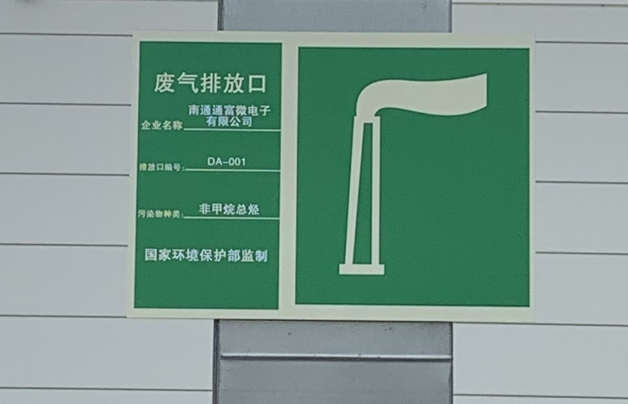 废气排放口
南通通富微电子
企业名称 有限公司
排放口编号: DA-001
污染物种类: 非甲烷总烃
国家环境保护部监制